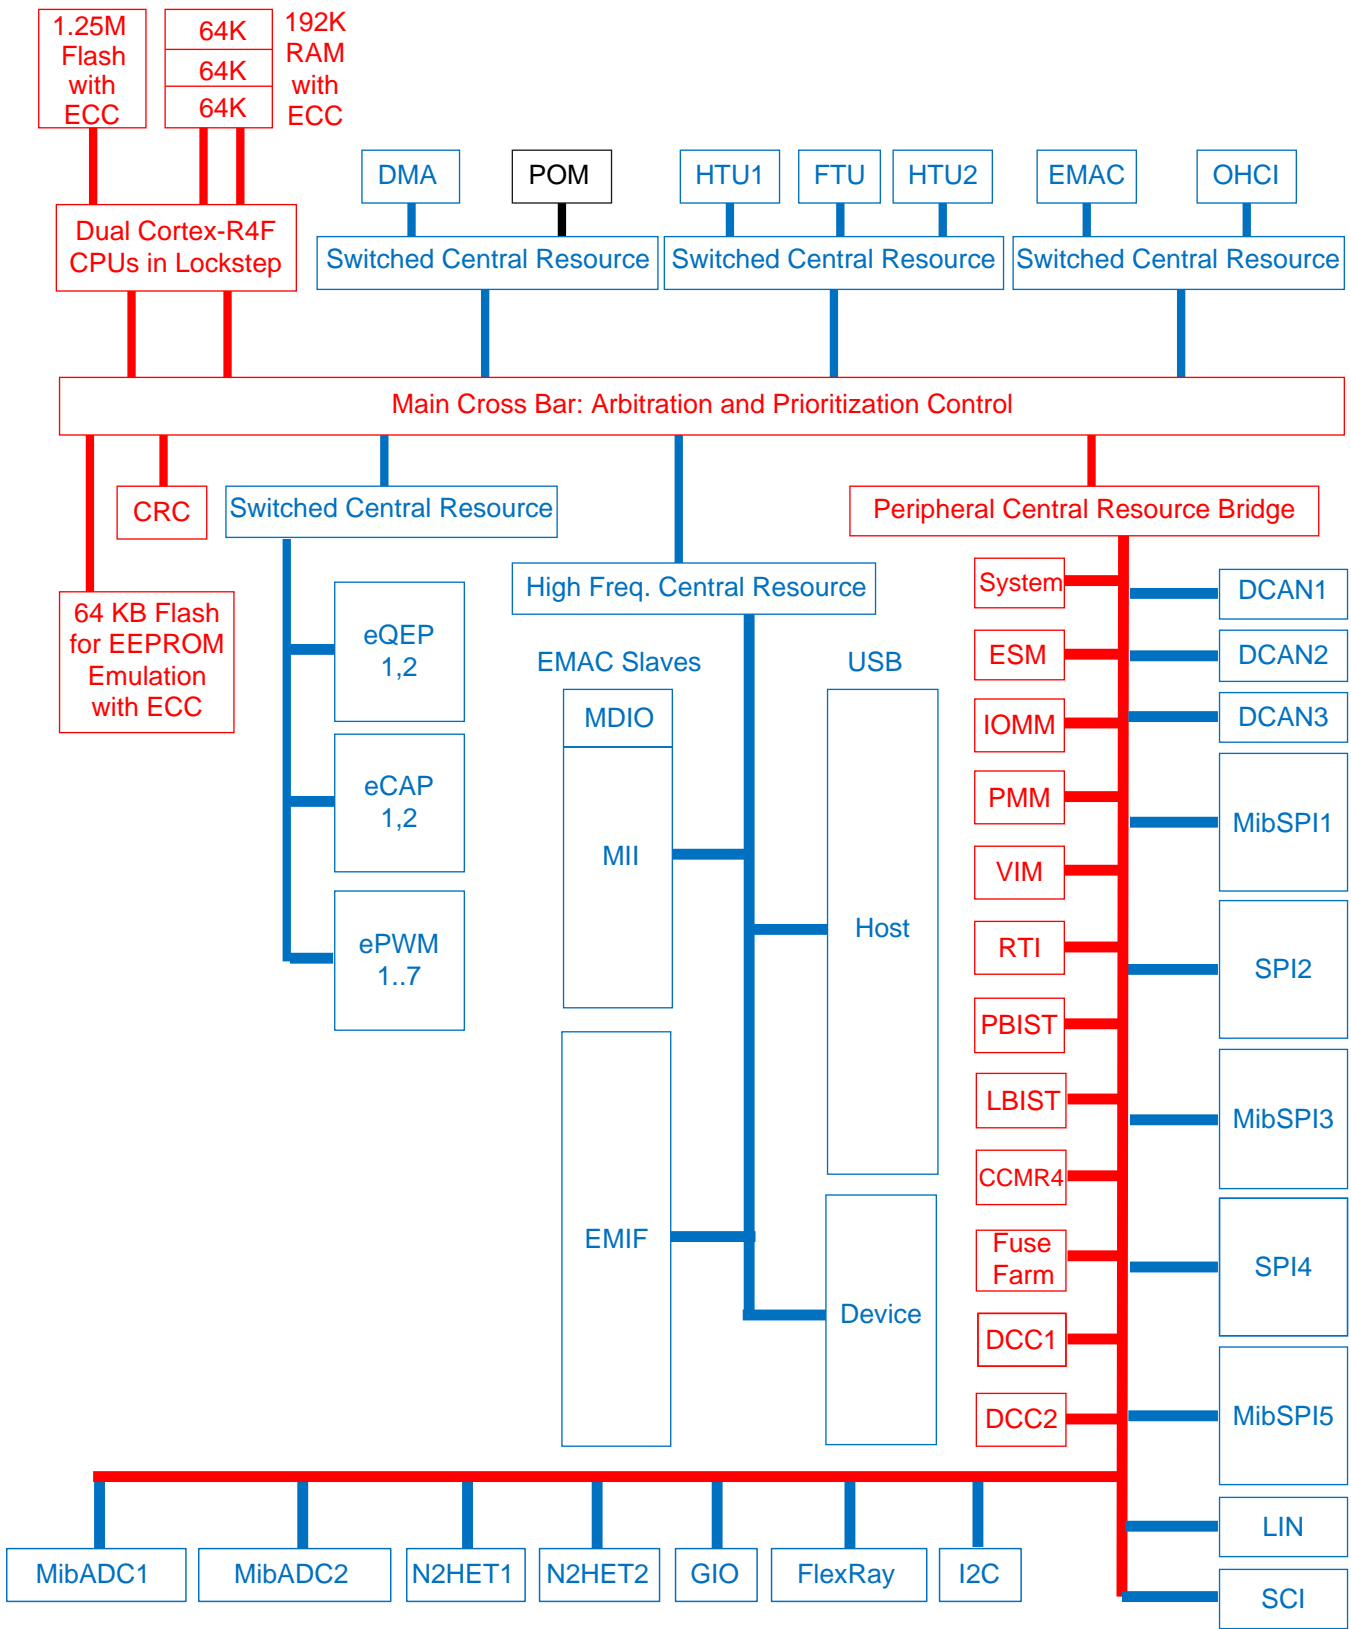 1.25M
Flash
with
ECC
64K
64K
64K
192K
RAM
with
ECC
DMA
POM
HTU1
FTU
HTU2
EMAC
OHCI
Dual Cortex-R4F
CPUs in Lockstep
Switched Central Resource
Switched Central Resource
Switched Central Resource
Main Cross Bar: Arbitration and Prioritization Control
CRC
Switched Central Resource
Peripheral Central Resource Bridge
64 KB Flash
for EEPROM
Emulation
with ECC
High Freq. Central Resource
eQEP
1,2
eCAP
1,2
ePWM
1..7
EMAC Slaves
MDIO
MII
EMIF
USB
Host
Device
System
ESM
IOMM
PMM
VIM
RTI
PBIST
LBIST
CCMR4
Fuse
Farm
DCC1
DCC2
DCAN1
DCAN2
DCAN3
MibSPI1
SPI2
MibSPI3
SPI4
MibSPI5
LIN
SCI
MibADC1
MibADC2
N2HET1
N2HET2
GIO
FlexRay
I2C